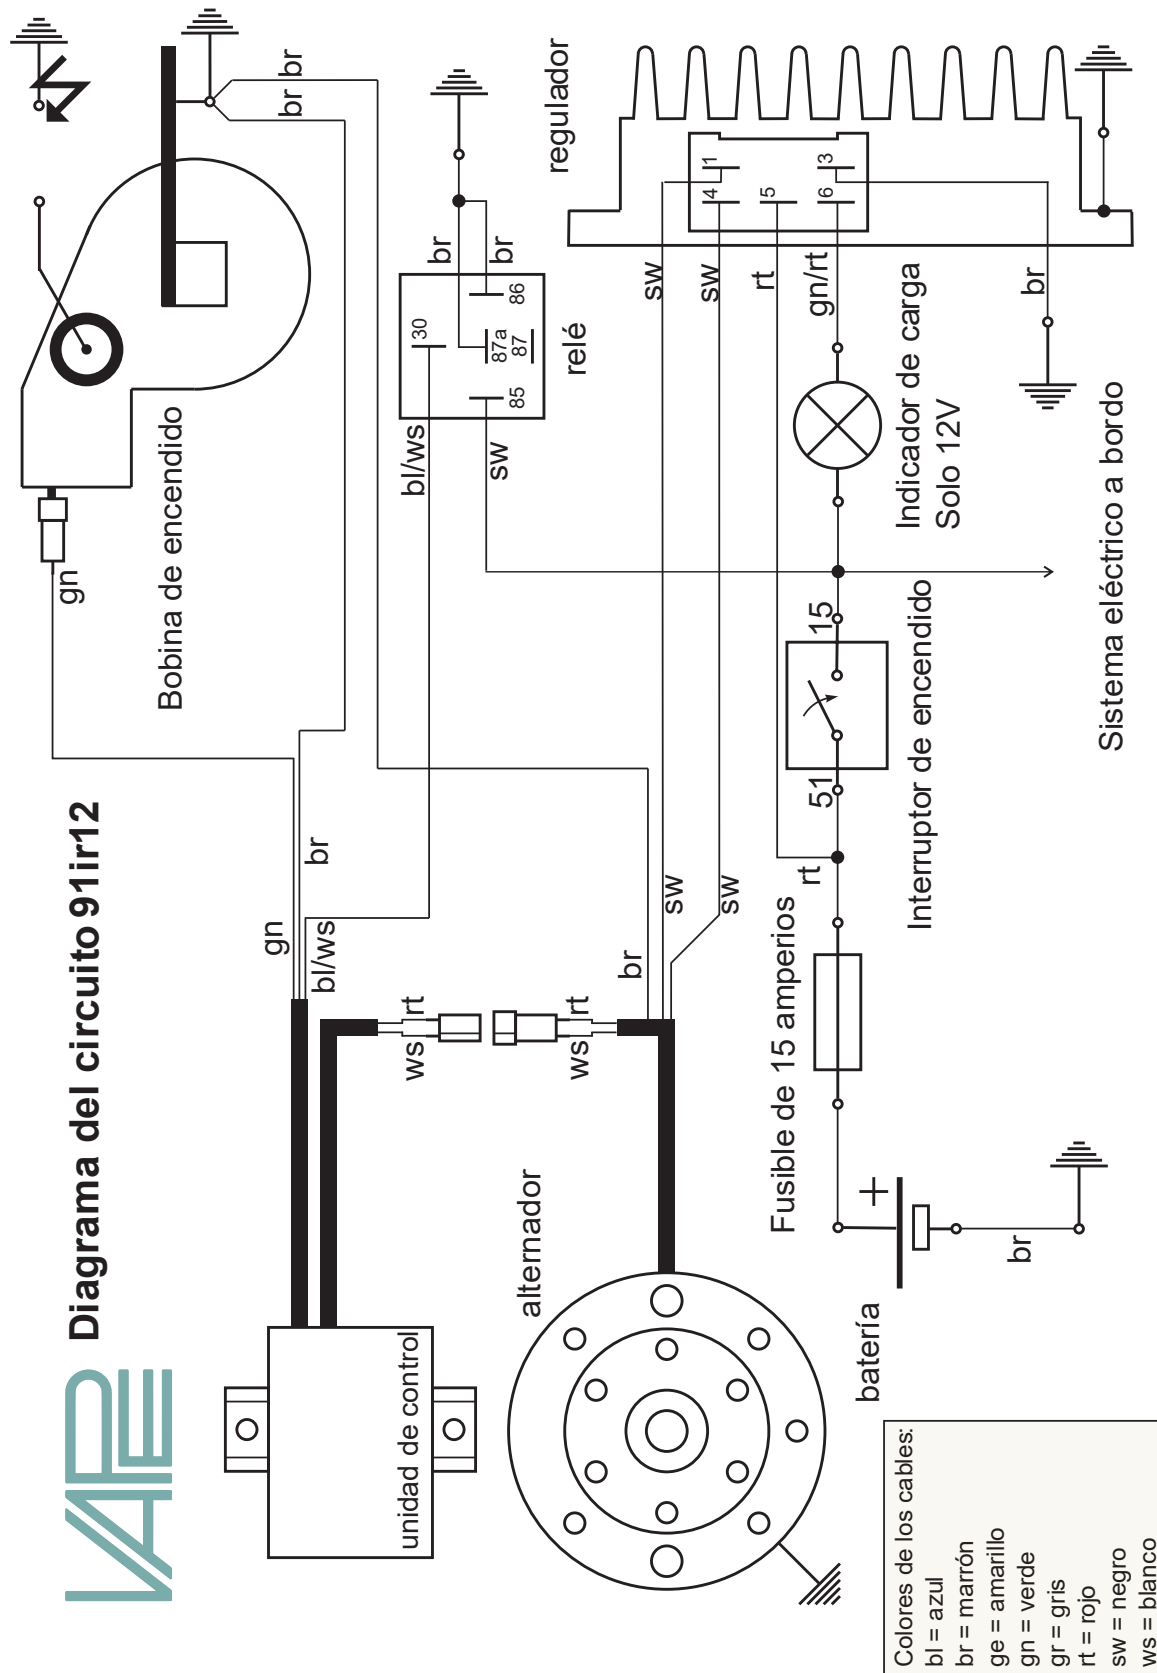 VAPE
Diagrama del circuito 91ir12
gn
Bobina de encendido
br
br
gn
br
bl/ws
unidad de control
ws
rt
bl/ws
30
br
sw
87a
br
85
87
86
relé
alternador
ws
rt
regulador
br
sw
sw
sw
sw
1
4
5
rt
3
6
Fusible de 15 amperios
rt
51
15
gn/rt
batería
Interruptor de encendido
Indicador de carga
Solo 12V
br
br
Sistema eléctrico a bordo
Colores de los cables:
bl = azul
br = marrón
ge = amarillo
gn = verde
gr = gris
rt = rojo
sw = negro
ws = blanco